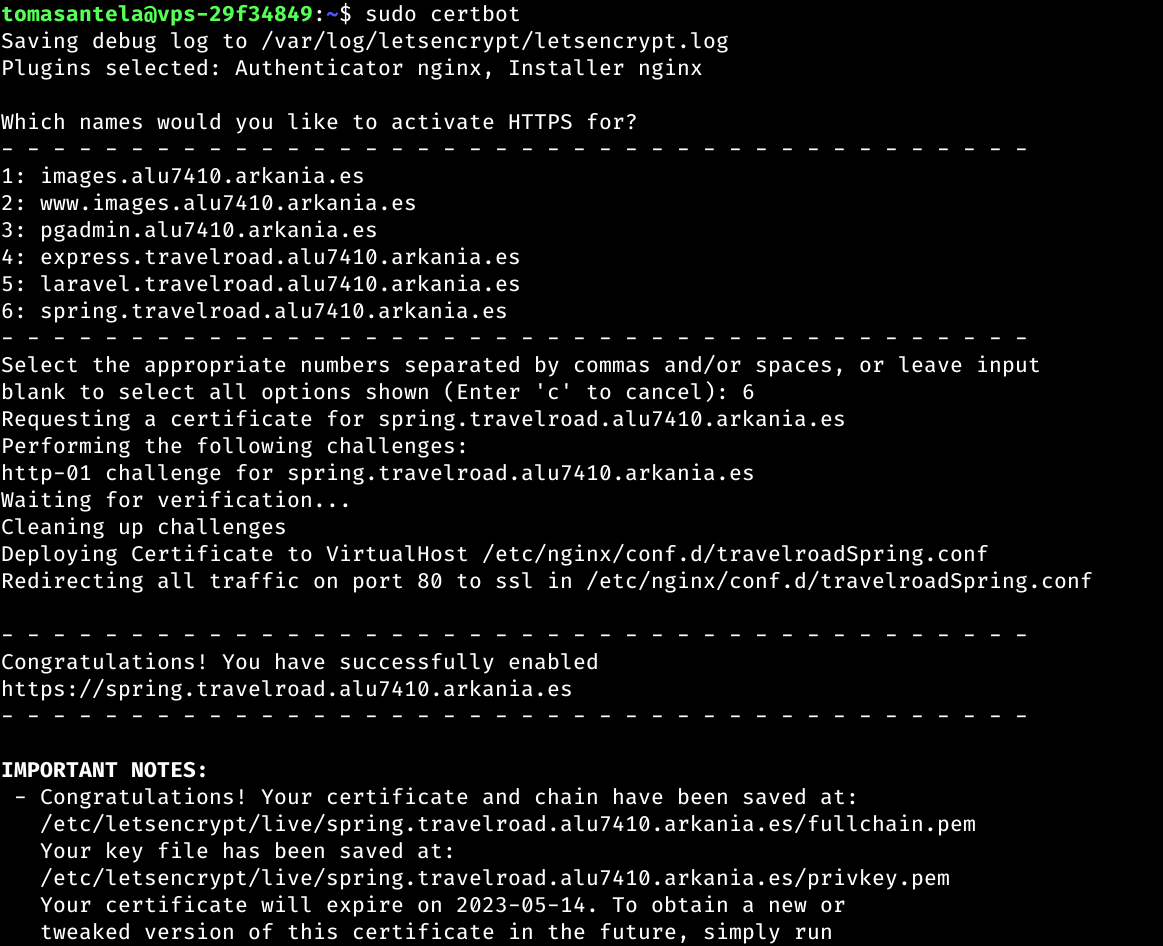 tomasantela@vps-29f34849:~$ sudo certbot
Saving debug log to /var/log/letsencrypt/letsencrypt.log
Plugins selected: Authenticator nginx, Installer nginx
Which names would you like to activate HTTPS for?
- - - - - - - - - - - - - - - - - - - - - - - - - - - - - - - - - - - - - - - -
1: images.alu7410.arkania.es
2: www.images.alu7410.arkania.es
3: pgadmin.alu7410.arkania.es
4: express.travelroad.alu7410.arkania.es
5: laravel.travelroad.alu7410.arkania.es
6: spring.travelroad.alu7410.arkania.es
- - - - - - - - - - - - - - - - - - - - - - - - - - - - - - - - - - - - - - - -
Select the appropriate numbers separated by commas and/or spaces, or leave input
blank to select all options shown (Enter 'c' to cancel): 6
Requesting a certificate for spring.travelroad.alu7410.arkania.es
Performing the following challenges:
http-01 challenge for spring.travelroad.alu7410.arkania.es
Waiting for verification...
Cleaning up challenges
Deploying Certificate to VirtualHost /etc/nginx/conf.d/travelroadSpring.conf
Redirecting all traffic on port 80 to ssl in /etc/nginx/conf.d/travelroadSpring.conf
- - - - - - - - - - - - - - - - - - - - - - - - - - - - - - - - - - - - - - - -
Congratulations! You have successfully enabled
https://spring.travelroad.alu7410.arkania.es
- - - - - - - - - - - - - - - - - - - - - - - - - - - - - - - - - - - - - - - -
IMPORTANT NOTES:
- Congratulations! Your certificate and chain have been saved at:
/etc/letsencrypt/live/spring.travelroad.alu7410.arkania.es/fullchain.pem
Your key file has been saved at:
/etc/letsencrypt/live/spring.travelroad.alu7410.arkania.es/privkey.pem
Your certificate will expire on 2023-05-14. To obtain a new or
tweaked version of this certificate in the future, simply run